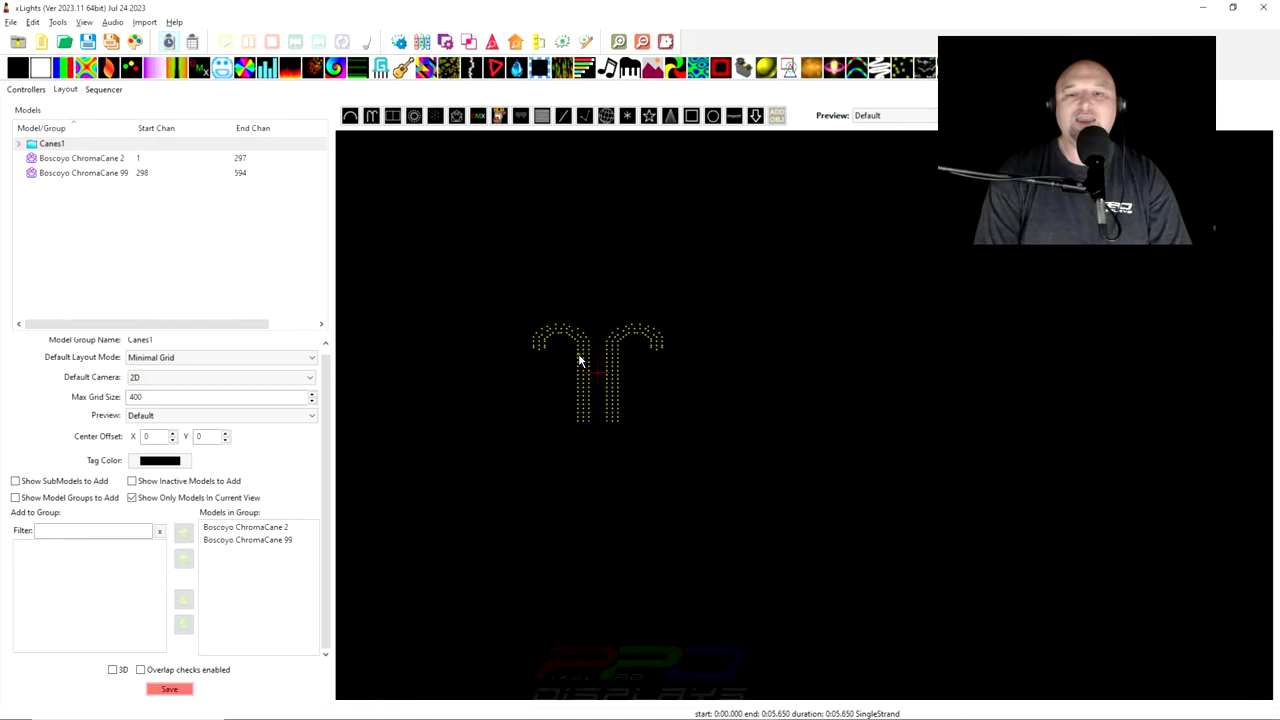 xLights (Ver 2023.11 64bit) Jul 24 2023
File Edit Tools View Audio Import Help
Controllers Layout Sequencer
Models
Model/Group Start Chan End Chan
Canes1
Boscoyo ChromaCane 2 1 297
Boscoyo ChromaCane 99 298 594
Preview: Default
Model Group Name: Canes1
Default Layout Mode: Minimal Grid
Default Camera: 2D
Max Grid Size: 400
Preview: Default
Center Offset: X 0 Y 0
Tag Color:
Show SubModels to Add Show Inactive Models to Add
Show Model Groups to Add Show Only Models In Current View
Add to Group: Models in Group:
Filter: x
Boscoyo ChromaCane 2
Boscoyo ChromaCane 99
3D Overlap checks enabled
Save
DMX
ADD OBJ
PRO
DISPLAYS
start: 0:00.000 end: 0:05.650 duration: 0:05.650 SingleStrand